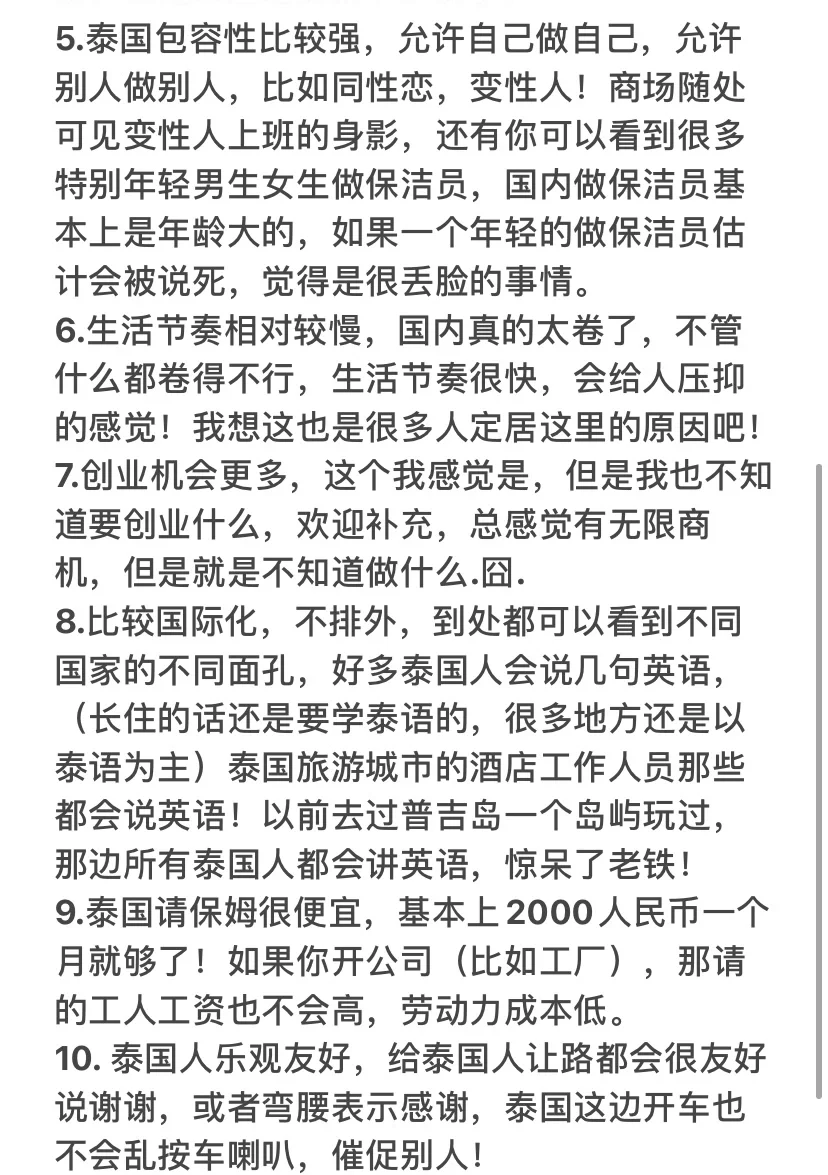 5.泰国包容性比较强，允许自己做自己，允许
别人做别人，比如同性恋，变性人！商场随处
可见变性人上班的身影，还有你可以看到很多
特别年轻男生女生做保洁员，国内做保洁员基
本上是年龄大的，如果一个年轻的做保洁员估
计会被说死，觉得是很丢脸的事情。
6.生活节奏相对较慢，国内真的太卷了，不管
什么都卷得不行，生活节奏很快，会给人压抑
的感觉！我想这也是很多人定居这里的原因吧！
7.创业机会更多，这个我感觉是，但是我也不知
道要创业什么，欢迎补充，总感觉有无限商
机，但是就是不知道做什么.囧.
8.比较国际化，不排外，到处都可以看到不同
国家的不同面孔，好多泰国人会说几句英语，
（长住的话还是要学泰语的，很多地方还是以
泰语为主）泰国旅游城市的酒店工作人员那些
都会说英语！以前去过普吉岛一个岛屿玩过，
那边所有泰国人都会讲英语，惊呆了老铁！
9.泰国请保姆很便宜，基本上2000人民币一个
月就够了！如果你开公司（比如工厂），那请
的工人工资也不会高，劳动力成本低。
10. 泰国人乐观友好，给泰国人让路都会很友好
说谢谢，或者弯腰表示感谢，泰国这边开车也
不会乱按车喇叭，催促别人！